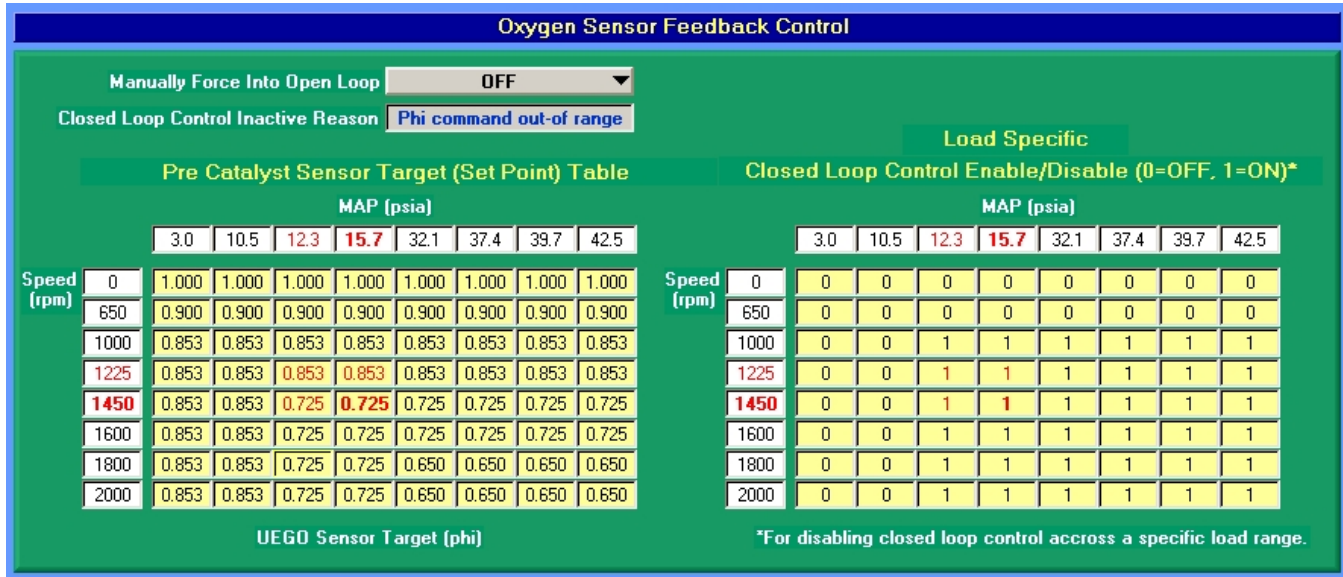 Oxygen Sensor Feedback Control
Manually Force Into Open Loop OFF
Closed Loop Control Inactive Reason Phi command out-of range
Pre Catalyst Sensor Target (Set Point) Table
MAP (psia)
3.0 10.5 12.3 15.7 32.1 37.4 39.7 42.5
Speed (rpm)
0 1.000 1.000 1.000 1.000 1.000 1.000 1.000 1.000
650 0.900 0.900 0.900 0.900 0.900 0.900 0.900 0.900
1000 0.853 0.853 0.853 0.853 0.853 0.853 0.853 0.853
1225 0.853 0.853 0.853 0.853 0.853 0.853 0.853 0.853
1450 0.853 0.853 0.725 0.725 0.725 0.725 0.725 0.725
1600 0.853 0.853 0.725 0.725 0.725 0.725 0.725 0.725
1800 0.853 0.853 0.725 0.725 0.650 0.650 0.650 0.650
2000 0.853 0.853 0.725 0.725 0.650 0.650 0.650 0.650
UEGO Sensor Target (phi)
Load Specific
Closed Loop Control Enable/Disable (0=OFF, 1=ON)*
MAP (psia)
3.0 10.5 12.3 15.7 32.1 37.4 39.7 42.5
Speed (rpm)
0 0 0 0 0 0 0 0 0
650 0 0 0 0 0 0 0 0
1000 0 0 1 1 1 1 1 1
1225 0 0 1 1 1 1 1 1
1450 0 0 1 1 1 1 1 1
1600 0 0 1 1 1 1 1 1
1800 0 0 1 1 1 1 1 1
2000 0 0 1 1 1 1 1 1
*For disabling closed loop control accross a specific load range.